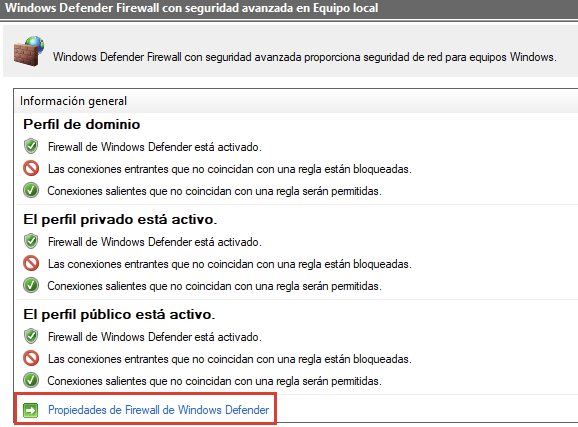 Windows Defender Firewall con seguridad avanzada en Equipo local
Windows Defender Firewall con seguridad avanzada proporciona seguridad de red para equipos Windows.
Información general
Perfil de dominio
Firewall de Windows Defender está activado.
Las conexiones entrantes que no coincidan con una regla están bloqueadas.
Conexiones salientes que no coincidan con una regla serán permitidas.
El perfil privado está activo.
Firewall de Windows Defender está activado.
Las conexiones entrantes que no coincidan con una regla están bloqueadas.
Conexiones salientes que no coincidan con una regla serán permitidas.
El perfil público está activo.
Firewall de Windows Defender está activado.
Las conexiones entrantes que no coincidan con una regla están bloqueadas.
Conexiones salientes que no coincidan con una regla serán permitidas.
Propiedades de Firewall de Windows Defender